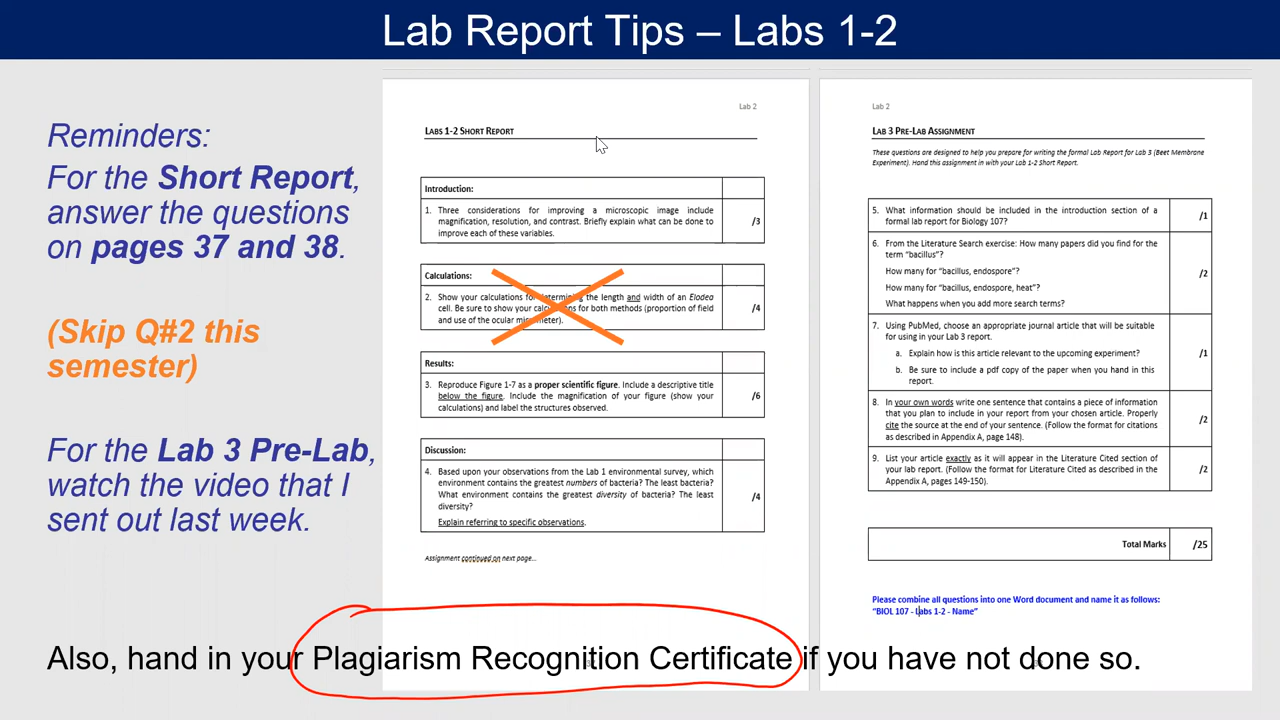 Lab Report Tips – Labs 1-2
Reminders:
For the Short Report,
answer the questions
on pages 37 and 38.
(Skip Q#2 this
semester)
For the Lab 3 Pre-Lab,
watch the video that I
sent out last week.
Lab 2
LABS 1-2 SHORT REPORT
Introduction:
1. Three considerations for improving a microscopic image include
magnification, resolution, and contrast. Briefly explain what can be done to
improve each of these variables.
/3
Calculations:
2. Show your calculations for determining the length and width of an Elodea
cell. Be sure to show your calculations for both methods (proportion of field
and use of the ocular micrometer).
/4
Results:
3. Reproduce Figure 1-7 as a proper scientific figure. Include a descriptive title
below the figure. Include the magnification of your figure (show your
calculations) and label the structures observed.
/6
Discussion:
4. Based upon your observations from the Lab 1 environmental survey, which
environment contains the greatest numbers of bacteria? The least bacteria?
What environment contains the greatest diversity of bacteria? The least
diversity?
Explain referring to specific observations.
/4
Assignment continued on next page...
Lab 2
LAB 3 PRE-LAB ASSIGNMENT
These questions are designed to help you prepare for writing the formal Lab Report for Lab 3 (Beet Membrane
Experiment). Hand this assignment in with your Lab 1-2 Short Report.
5. What information should be included in the introduction section of a
formal lab report for Biology 107?
/1
6. From the Literature Search exercise: How many papers did you find for the
term "bacillus"?
How many for "bacillus, endospore"?
How many for "bacillus, endospore, heat"?
What happens when you add more search terms?
/2
7. Using PubMed, choose an appropriate journal article that will be suitable
for using in your Lab 3 report.
a. Explain how is this article relevant to the upcoming experiment?
b. Be sure to include a pdf copy of the paper when you hand in this
report.
/1
8. In your own words write one sentence that contains a piece of information
that you plan to include in your report from your chosen article. Properly
cite the source at the end of your sentence. (Follow the format for citations
as described in Appendix A, page 148).
/2
9. List your article exactly as it will appear in the Literature Cited section of
your lab report. (Follow the format for Literature Cited as described in the
Appendix A, pages 149-150).
/2
Total Marks
/25
Please combine all questions into one Word document and name it as follows:
"BIOL 107 - Labs 1-2 - Name"
Also, hand in your Plagiarism Recognition Certificate if you have not done so.